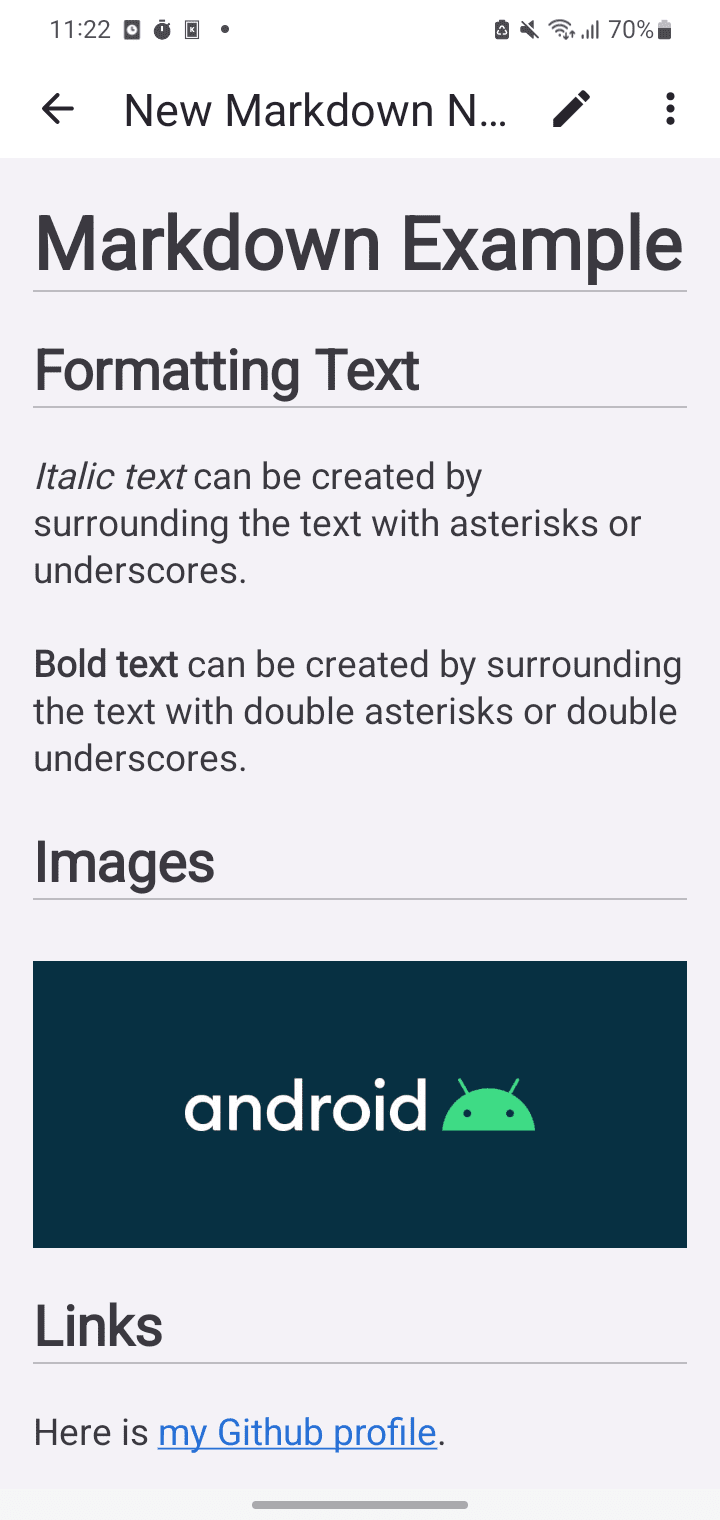 11:22
70%
New Markdown N...
Markdown Example
Formatting Text
Italic text can be created by
surrounding the text with asterisks or
underscores.
Bold text can be created by surrounding
the text with double asterisks or double
underscores.
Images
android
Links
Here is my Github profile.